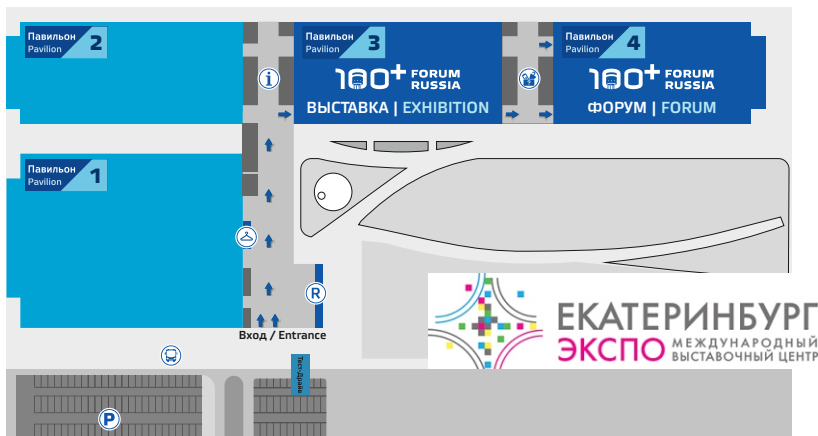 Павильон
Pavilion
2
Павильон
Pavilion
3
Павильон
Pavilion
4
i
100+ FORUM
RUSSIA
ВЫСТАВКА | EXHIBITION
100+ FORUM
RUSSIA
ФОРУМ | FORUM
Павильон
Pavilion
1
R
Вход / Entrance
ЕКАТЕРИНБУРГ
ЭКСПО
МЕЖДУНАРОДНЫЙ
ВЫСТАВОЧНЫЙ ЦЕНТР
Тест-Драйв
P